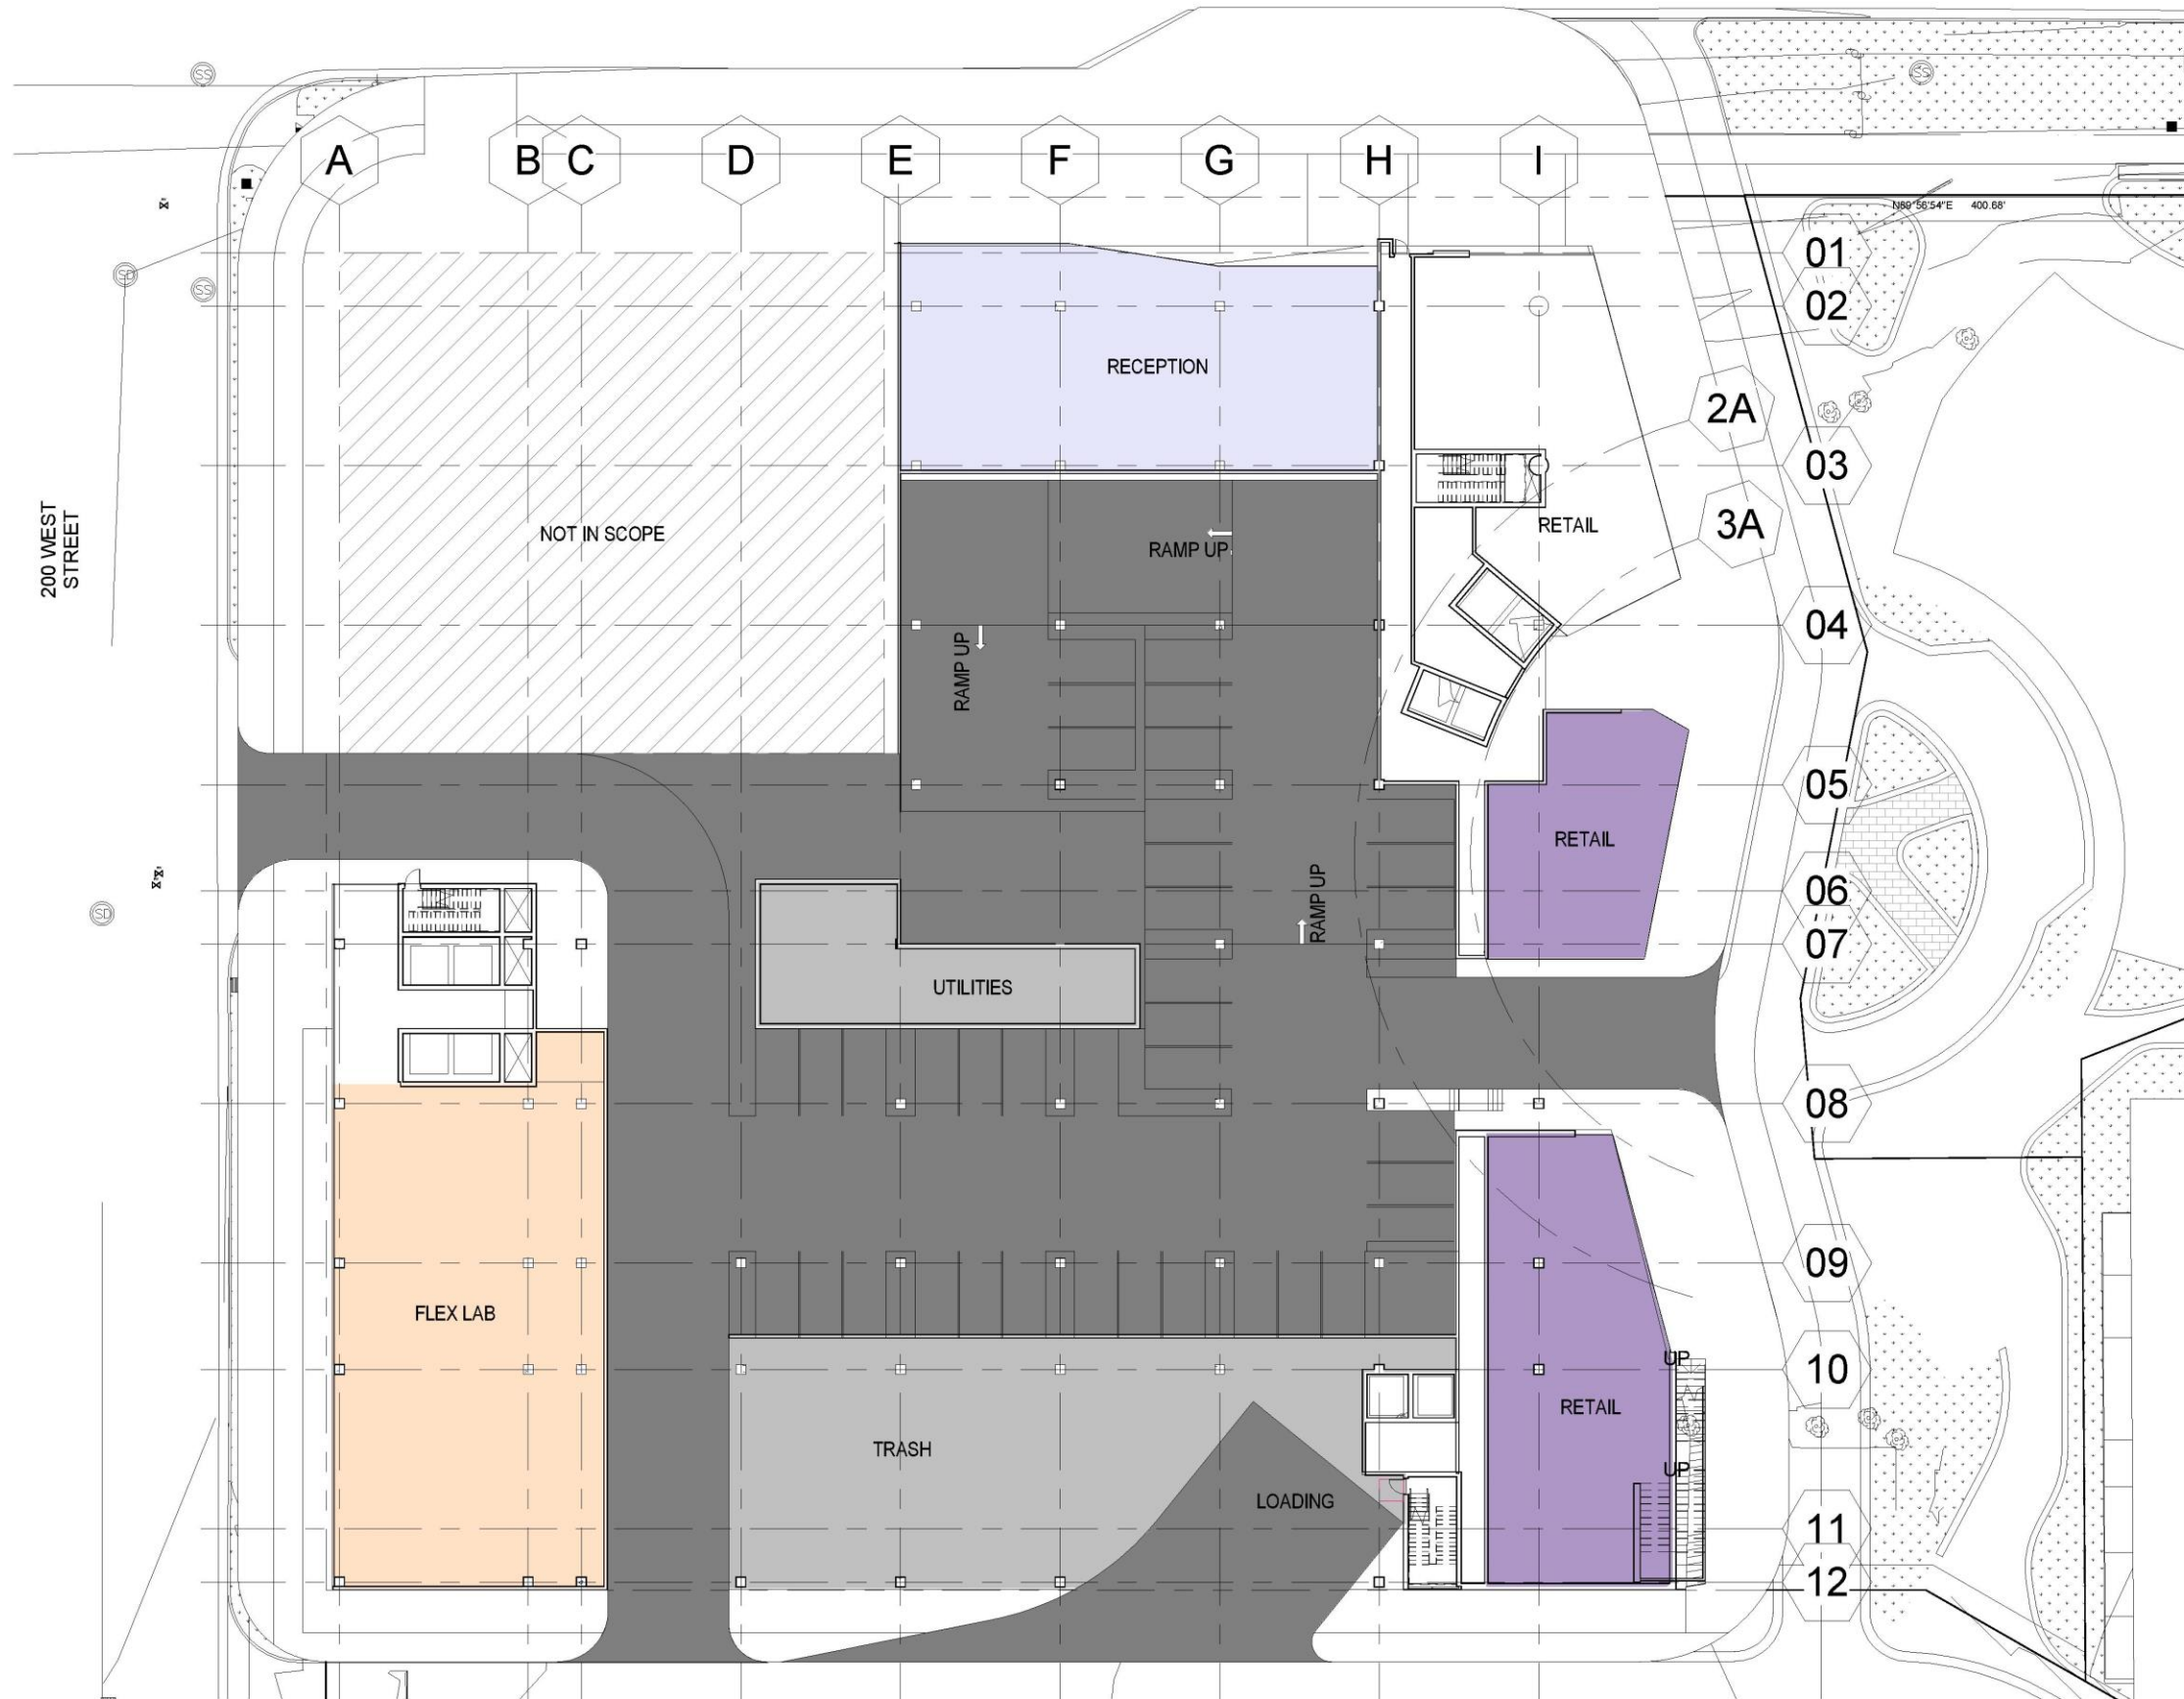 SS
SS
A
B
C
D
E
F
G
H
I
N89°56'54"E 400.68'
SD
SS
01
02
RECEPTION
2A
03
200 WEST
STREET
NOT IN SCOPE
RAMP UP
RETAIL
3A
RAMP UP
04
05
RETAIL
06
RAMP UP
07
SD
UTILITIES
08
09
FLEX LAB
UP
10
RETAIL
TRASH
UP
LOADING
11
12